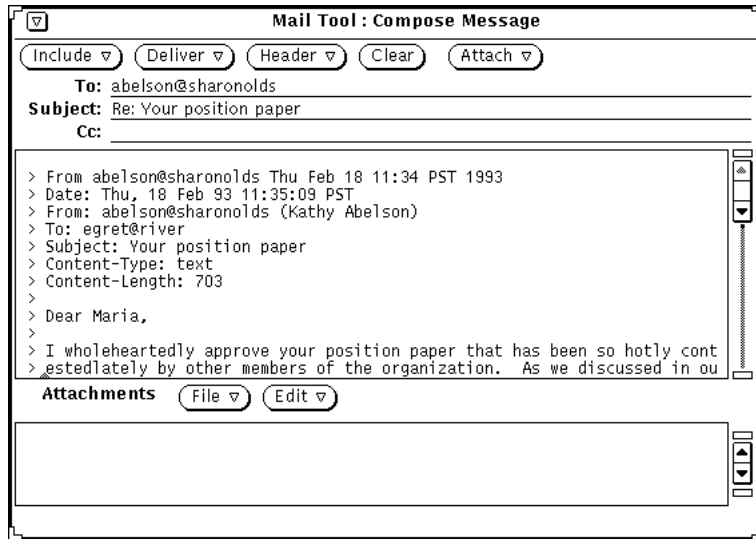 Mail Tool : Compose Message
Include Deliver Header Clear Attach
To: abelson@sharonolds
Subject: Re: Your position paper
Cc:
> From abelson@sharonolds Thu Feb 18 11:34 PST 1993
> Date: Thu, 18 Feb 93 11:35:09 PST
> From: abelson@sharonolds (Kathy Abelson)
> To: egret@river
> Subject: Your position paper
> Content-Type: text
> Content-Length: 703
>
> Dear Maria,
>
> I wholeheartedly approve your position paper that has been so hotly cont
> estedlately by other members of the organization.  As we discussed in ou
Attachments File Edit